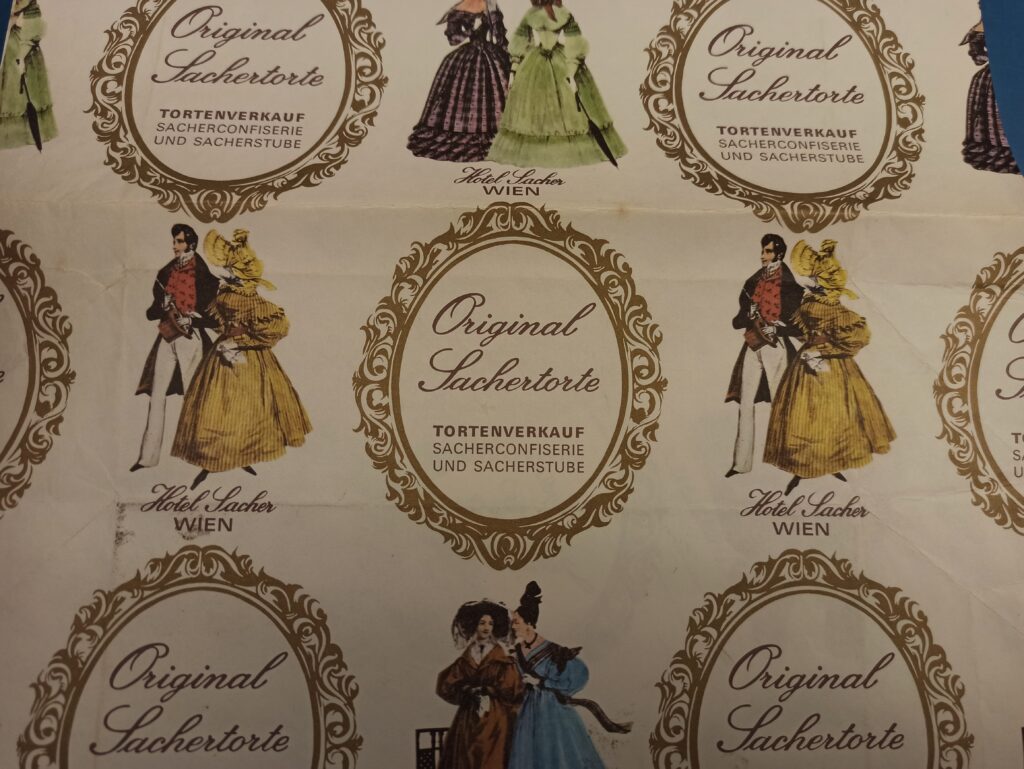 Original
Sachertorte
TORTENVERKAUF
SACHERCONFISERIE
UND SACHERSTUBE
Hotel Sacher
WIEN
Original
Sachertorte
TORTENVERKAUF
SACHERCONFISERIE
UND SACHERSTUBE
Hotel Sacher
WIEN
Original
Sachertorte
TORTENVERKAUF
SACHERCONFISERIE
UND SACHERSTUBE
Hotel Sacher
WIEN
Original
Sachertorte
Original
Sachertorte